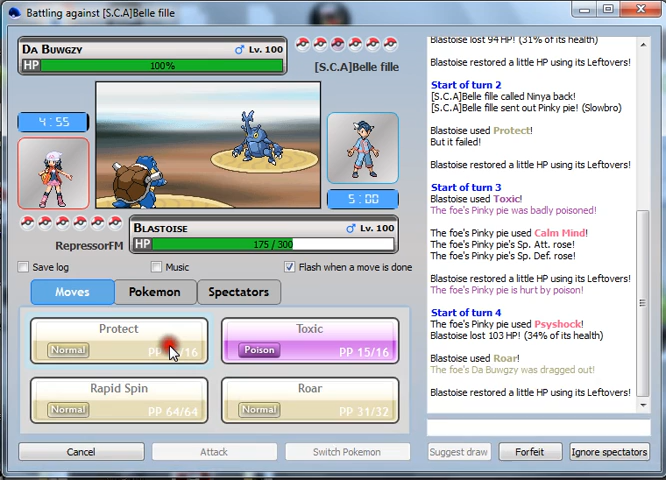 Battling against [S.C.A]Belle fille
DA BUWGZY ♂ Lv. 100
HP 100%
[S.C.A]Belle fille
4:55
5:00
BLASTOISE ♂ Lv. 100
HP 175 / 300
RepressorFM
Save log
Music
Flash when a move is done
Moves
Pokemon
Spectators
Protect
Normal PP /16
Toxic
Poison PP 15/16
Rapid Spin
Normal PP 64/64
Roar
Normal PP 31/32
Cancel
Attack
Switch Pokemon
Blastoise lost 94 HP! (31% of its health)
Blastoise restored a little HP using its Leftovers!
Start of turn 2
[S.C.A]Belle fille called Ninya back!
[S.C.A]Belle fille sent out Pinky pie! (Slowbro)
Blastoise used Protect!
But it failed!
Blastoise restored a little HP using its Leftovers!
Start of turn 3
Blastoise used Toxic!
The foe's Pinky pie was badly poisoned!
The foe's Pinky pie used Calm Mind!
The foe's Pinky pie's Sp. Att. rose!
The foe's Pinky pie's Sp. Def. rose!
Blastoise restored a little HP using its Leftovers!
The foe's Pinky pie is hurt by poison!
Start of turn 4
The foe's Pinky pie used Psyshock!
Blastoise lost 103 HP! (34% of its health)
Blastoise used Roar!
The foe's Da Buwgzy was dragged out!
Blastoise restored a little HP using its Leftovers!
Suggest draw
Forfeit
Ignore spectators